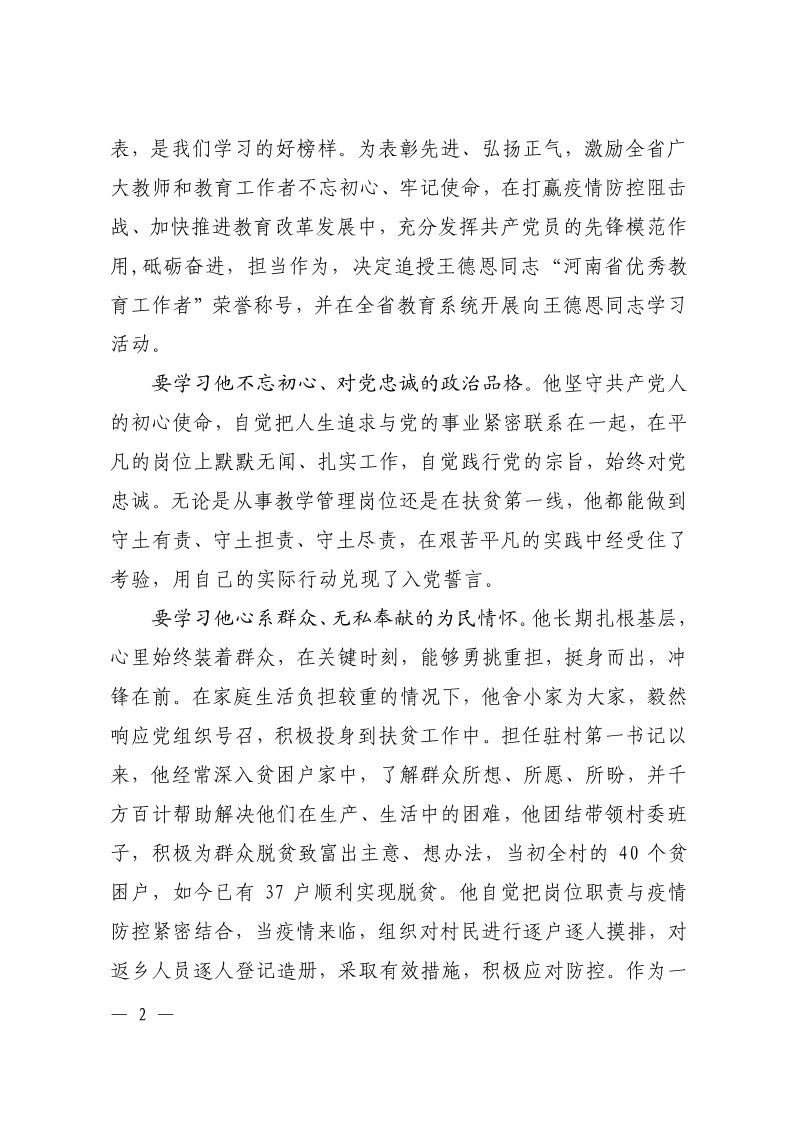 表，是我们学习的好榜样。为表彰先进、弘扬正气，激励全省广
大教师和教育工作者不忘初心、牢记使命，在打赢疫情防控阻击
战、加快推进教育改革发展中，充分发挥共产党员的先锋模范作
用,砥砺奋进，担当作为，决定追授王德恩同志“河南省优秀教
育工作者”荣誉称号，并在全省教育系统开展向王德恩同志学习
活动。
要学习他不忘初心、对党忠诚的政治品格。他坚守共产党人
的初心使命，自觉把人生追求与党的事业紧密联系在一起，在平
凡的岗位上默默无闻、扎实工作，自觉践行党的宗旨，始终对党
忠诚。无论是从事教学管理岗位还是在扶贫第一线，他都能做到
守土有责、守土担责、守土尽责，在艰苦平凡的实践中经受住了
考验，用自己的实际行动兑现了入党誓言。
要学习他心系群众、无私奉献的为民情怀。他长期扎根基层，
心里始终装着群众，在关键时刻，能够勇挑重担，挺身而出，冲
锋在前。在家庭生活负担较重的情况下，他舍小家为大家，毅然
响应党组织号召，积极投身到扶贫工作中。担任驻村第一书记以
来，他经常深入贫困户家中，了解群众所想、所愿、所盼，并千
方百计帮助解决他们在生产、生活中的困难，他团结带领村委班
子，积极为群众脱贫致富出主意、想办法，当初全村的 40 个贫
困户，如今已有 37 户顺利实现脱贫。他自觉把岗位职责与疫情
防控紧密结合，当疫情来临，组织对村民进行逐户逐人摸排，对
返乡人员逐人登记造册，采取有效措施，积极应对防控。作为一
— 2 —